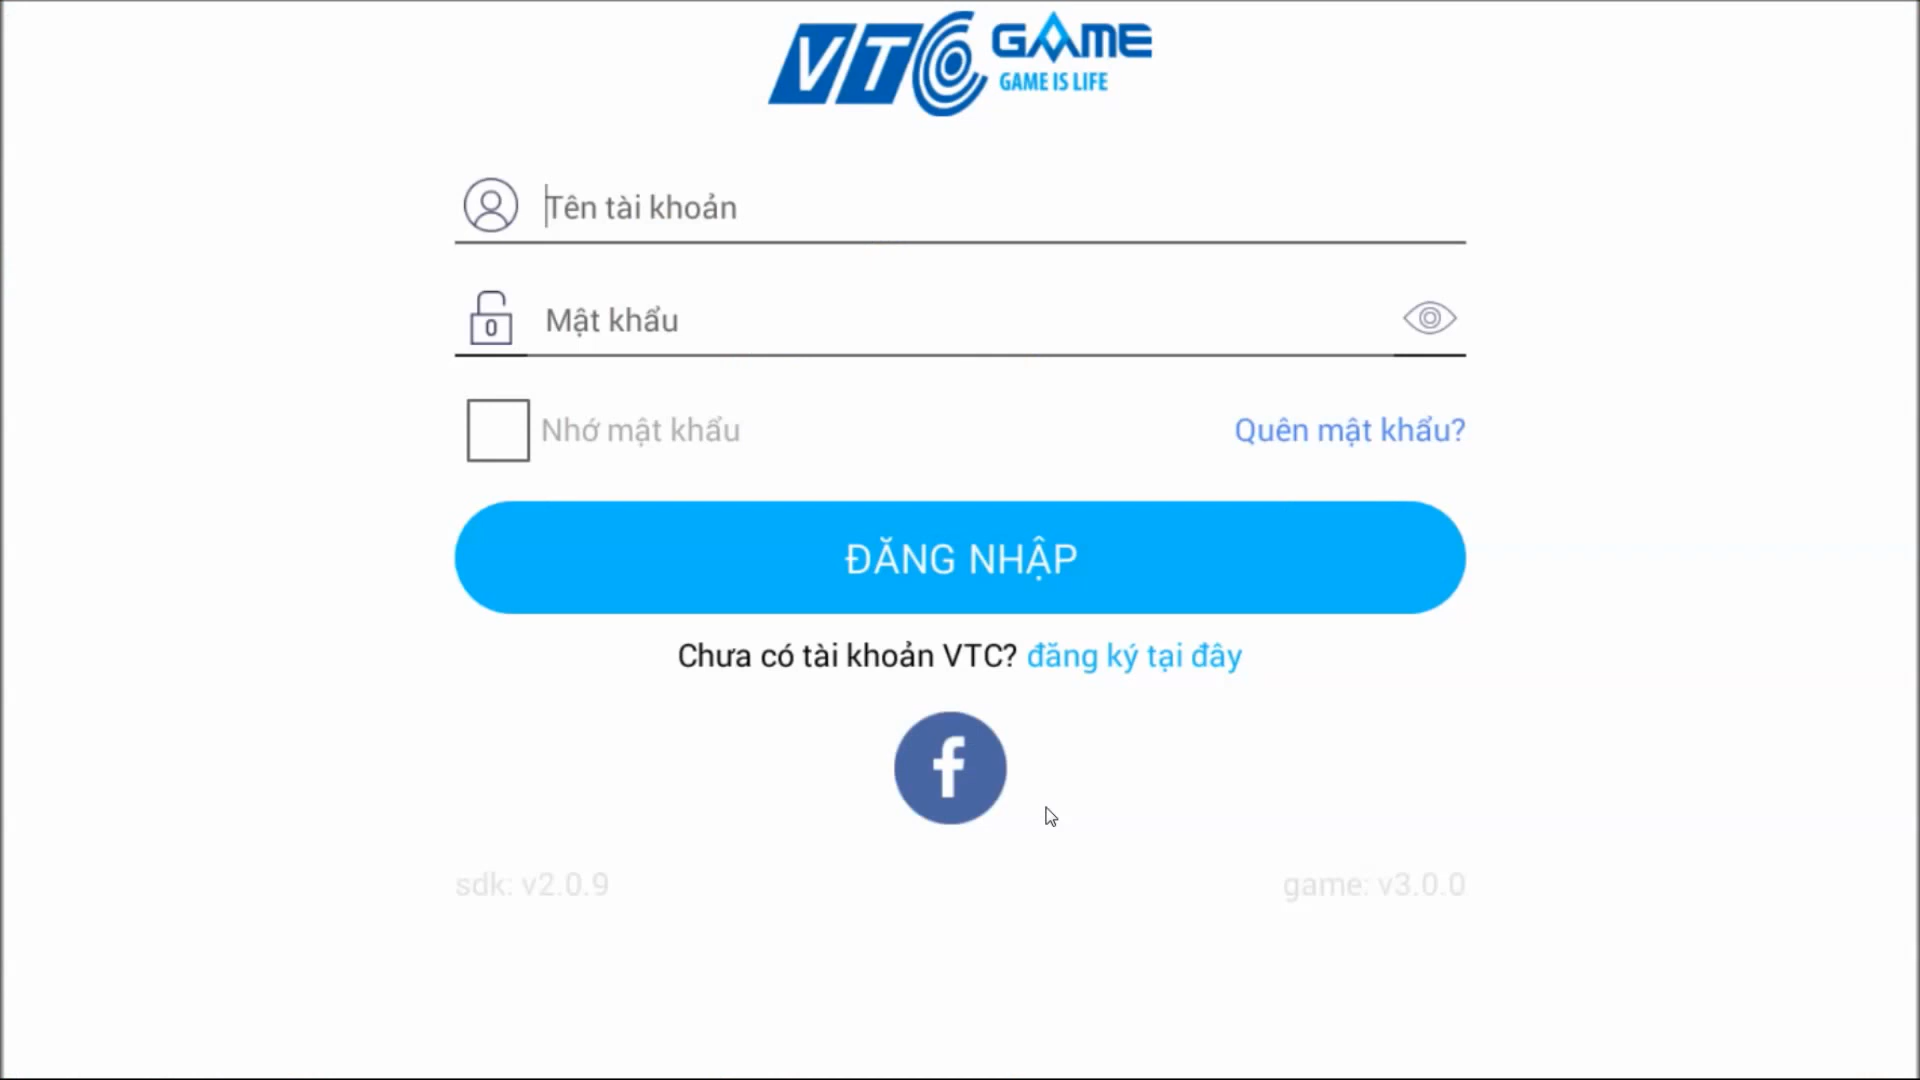 VTC GAME
GAME IS LIFE
Tên tài khoản
Mật khẩu
Nhớ mật khẩu
Quên mật khẩu?
ĐĂNG NHẬP
Chưa có tài khoản VTC? đăng ký tại đây
f
sdk: v2.0.9
game: v3.0.0